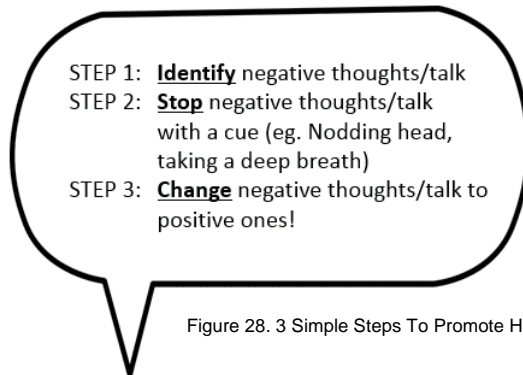 STEP 1: Identify negative thoughts/talk
STEP 2: Stop negative thoughts/talk
with a cue (eg. Nodding head,
taking a deep breath)
STEP 3: Change negative thoughts/talk to
positive ones!
Figure 28. 3 Simple Steps To Promote H